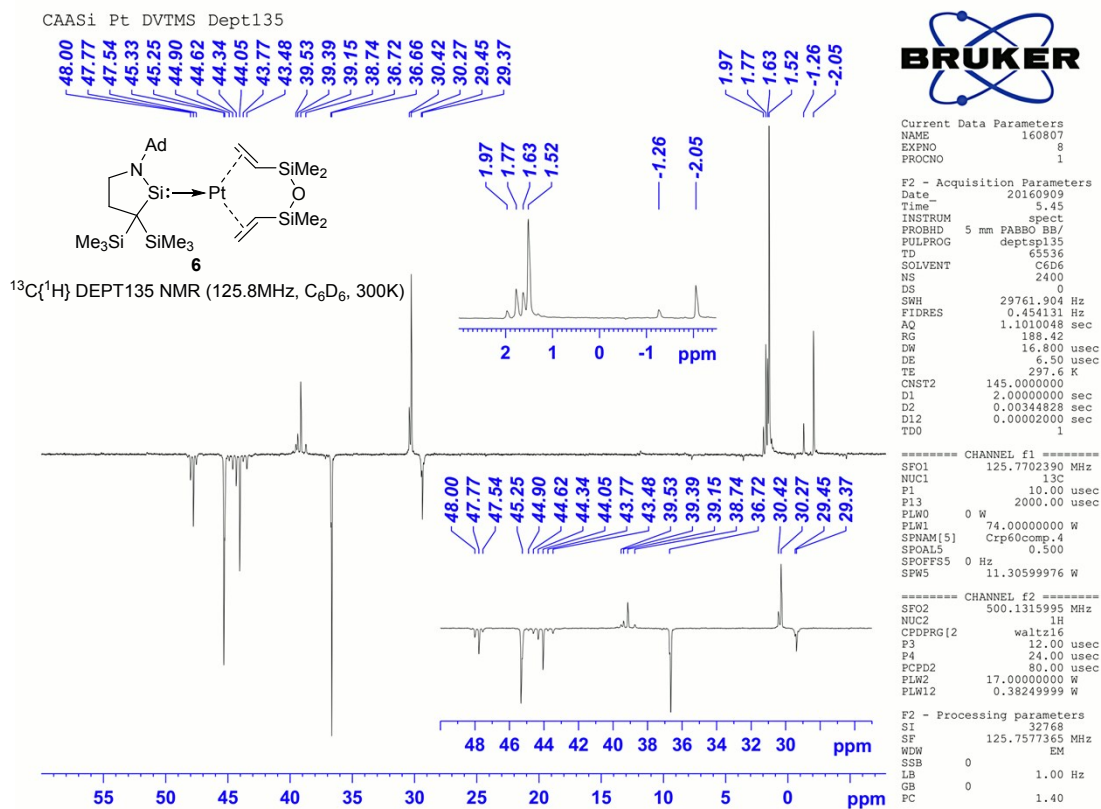 CAASi Pt DVTMS Dept135
48.00
47.77
47.54
45.33
45.25
44.90
44.62
44.34
44.05
43.77
43.48
39.53
39.39
39.15
38.74
36.72
36.66
30.42
30.27
29.45
29.37
1.97
1.77
1.63
1.52
-1.26
-2.05
Ad
N
Si:
Pt
SiMe2
O
SiMe2
Me3Si
SiMe3
6
13C{1H} DEPT135 NMR (125.8MHz, C6D6, 300K)
1.97
1.77
1.63
1.52
-1.26
-2.05
2 1 0 -1 ppm
48.00
47.77
47.54
45.25
44.90
44.62
44.34
44.05
43.77
43.48
39.53
39.39
39.15
38.74
36.72
30.42
30.27
29.45
29.37
48 46 44 42 40 38 36 34 32 30 ppm
55 50 45 40 35 30 25 20 15 10 5 0 ppm
BRUKER
Current Data Parameters
NAME 160807
EXPNO 8
PROCNO 1
F2 - Acquisition Parameters
Date_ 20160909
Time 5.45
INSTRUM spect
PROBHD 5 mm PABBO BB/
PULPROG deptsp135
TD 65536
SOLVENT C6D6
NS 2400
DS 0
SWH 29761.904 Hz
FIDRES 0.454131 Hz
AQ 1.1010048 sec
RG 188.42
DW 16.800 usec
DE 6.50 usec
TE 297.6 K
CNST2 145.0000000
D1 2.00000000 sec
D2 0.00344828 sec
D12 0.00002000 sec
TD0 1
======== CHANNEL f1 ========
SFO1 125.7702390 MHz
NUC1 13C
P1 10.00 usec
P13 2000.00 usec
PLW0 0 W
PLW1 74.00000000 W
SPNAM[5] Crp60comp.4
SPOAL5 0.500
SPOFFS5 0 Hz
SPW5 11.30599976 W
======== CHANNEL f2 ========
SFO2 500.1315995 MHz
NUC2 1H
CPDPRG[2 waltz16
P3 12.00 usec
P4 24.00 usec
PCPD2 80.00 usec
PLW2 17.00000000 W
PLW12 0.38249999 W
F2 - Processing parameters
SI 32768
SF 125.7577365 MHz
WDW EM
SSB 0
LB 1.00 Hz
GB 0
PC 1.40